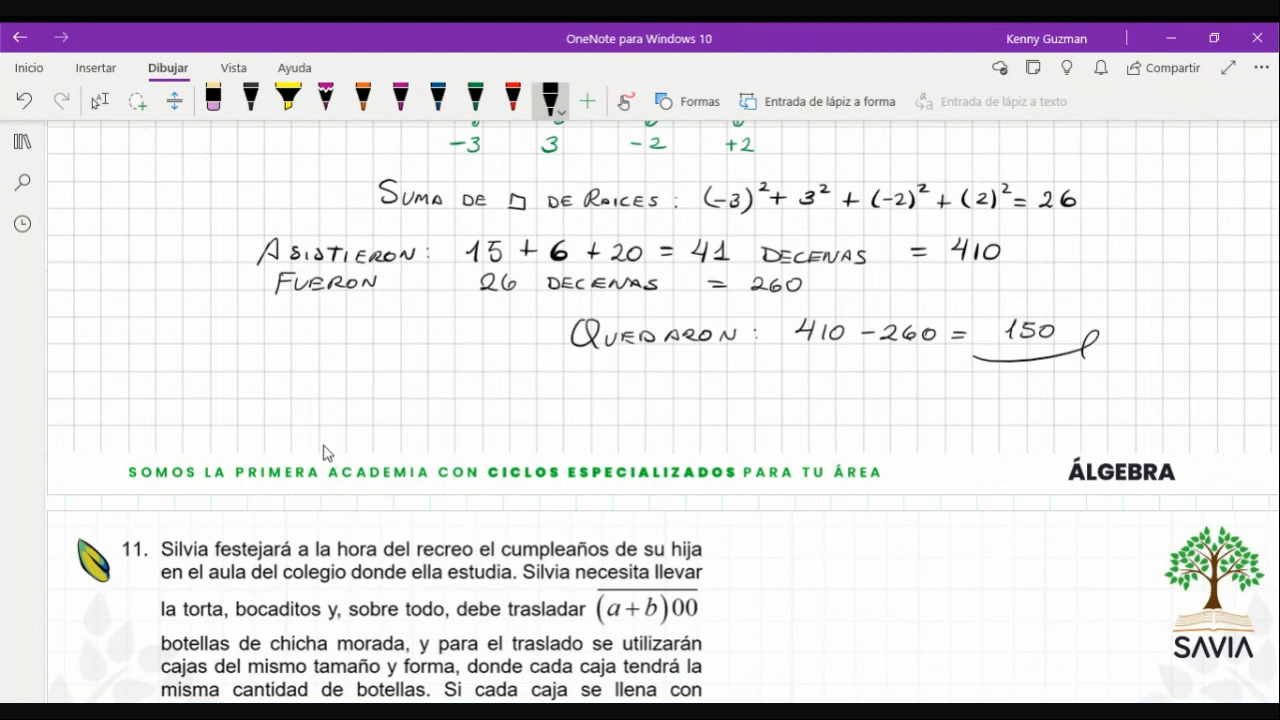 OneNote para Windows 10
Kenny Guzman
Inicio Insertar Dibujar Vista Ayuda
Compartir
Formas Entrada de lápiz a forma Entrada de lápiz a texto
-3 3 -2 +2
SUMA DE □ DE RAICES: (-3)² + 3² + (-2)² + (2)² = 26
ASISTIERON: 15 + 6 + 20 = 41 DECENAS = 410
FUERON 26 DECENAS = 260
QUEDARON: 410 - 260 = 150
SOMOS LA PRIMERA ACADEMIA CON CICLOS ESPECIALIZADOS PARA TU ÁREA
ÁLGEBRA
11. Silvia festejará a la hora del recreo el cumpleaños de su hija
en el aula del colegio donde ella estudia. Silvia necesita llevar
la torta, bocaditos y, sobre todo, debe trasladar (a+b)00
botellas de chicha morada, y para el traslado se utilizarán
cajas del mismo tamaño y forma, donde cada caja tendrá la
misma cantidad de botellas. Si cada caja se llena con
SAVIA